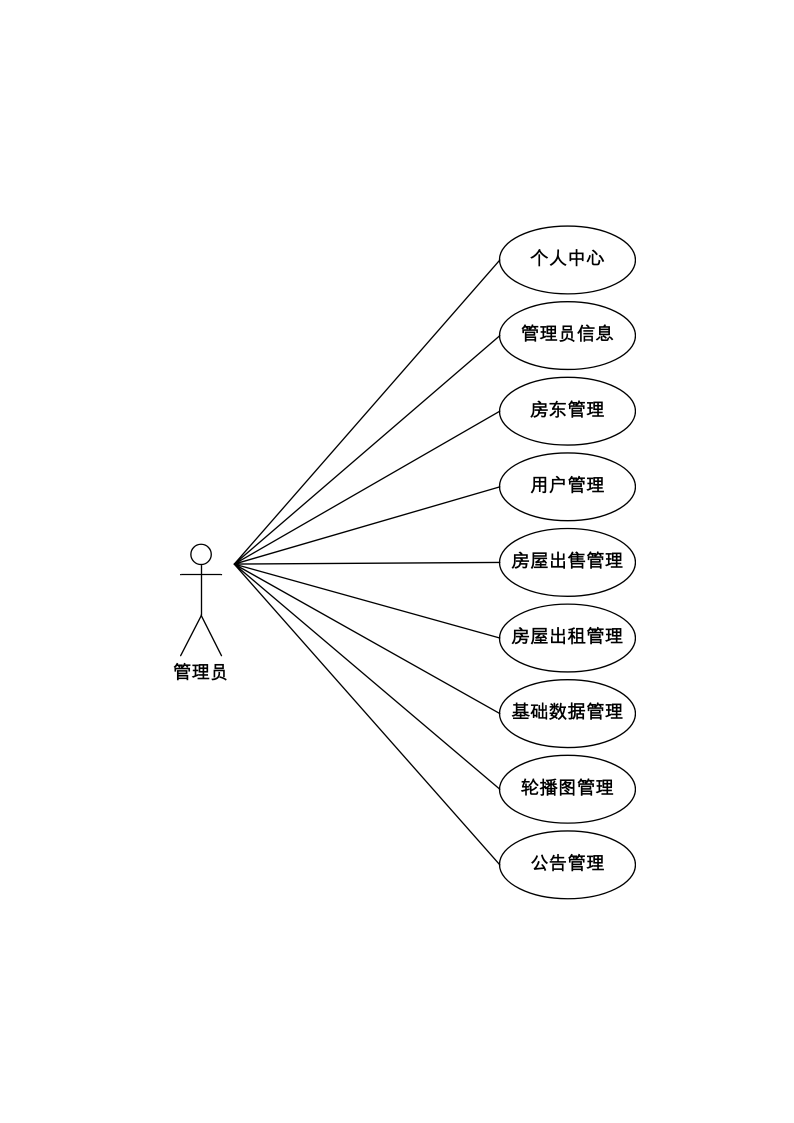 个人中心
管理员信息
房东管理
用户管理
房屋出售管理
房屋出租管理
管理员
基础数据管理
轮播图管理
公告管理